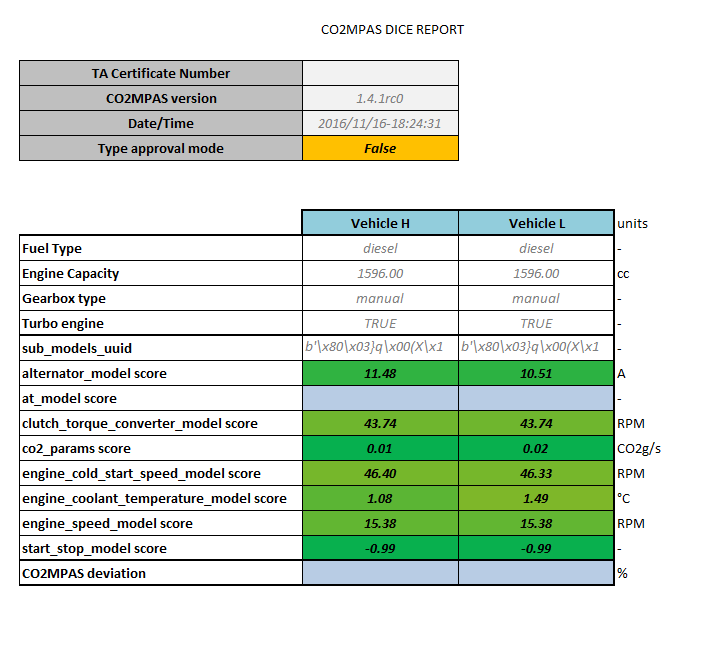 CO2MPAS DICE REPORT
TA Certificate Number
CO2MPAS version 1.4.1rc0
Date/Time 2016/11/16-18:24:31
Type approval mode False
Vehicle H Vehicle L units
Fuel Type diesel diesel -
Engine Capacity 1596.00 1596.00 cc
Gearbox type manual manual -
Turbo engine TRUE TRUE -
sub_models_uuid b'\x80\x03}q\x00(X\x1 b'\x80\x03}q\x00(X\x1 -
alternator_model score 11.48 10.51 A
at_model score -
clutch_torque_converter_model score 43.74 43.74 RPM
co2_params score 0.01 0.02 CO2g/s
engine_cold_start_speed_model score 46.40 46.33 RPM
engine_coolant_temperature_model score 1.08 1.49 °C
engine_speed_model score 15.38 15.38 RPM
start_stop_model score -0.99 -0.99 -
CO2MPAS deviation %